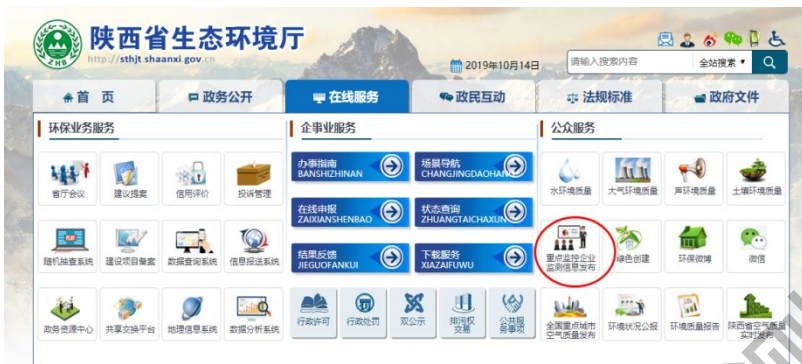 陕西省生态环境厅
http://sthjt.shaanxi.gov.cn
ZHB
2019年10月14日
请输入搜索内容
全站搜索
首 页
政务公开
在线服务
政民互动
法规标准
政府文件
环保业务服务
企事业服务
公众服务
省厅会议
建议提案
信用评价
投诉管理
办事指南
BANSHIZHINAN
场景导航
CHANGJINGDAOHANG
水环境质量
大气环境质量
声环境质量
土壤环境质量
在线申报
ZAIXIANSHENBAO
状态查询
ZHUANGTAICHAXUN
随机抽查系统
建设项目备案
数据查询系统
信息报送系统
结果反馈
JIEGUOFANKUI
下载服务
XIAZAIFUWU
重点监控企业
监测信息发布
绿色创建
环保微博
微信
政务资源中心
共享交换平台
地理信息系统
数据分析系统
行政许可
行政处罚
双公示
排污权
交易
公共服
务事项
全国重点城市
空气质量发布
环境状况公报
环境质量报告
陕西省空气质量
实时发布